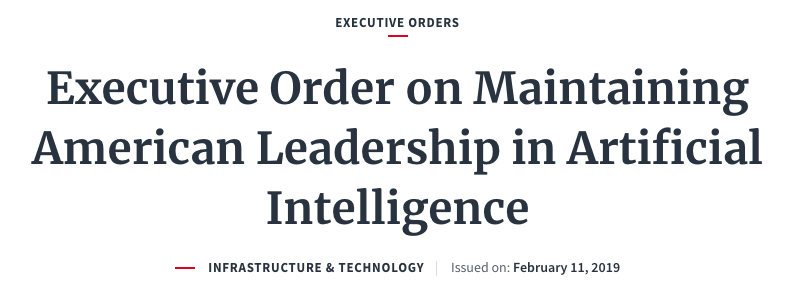 EXECUTIVE ORDERS
Executive Order on Maintaining
American Leadership in Artificial
Intelligence
INFRASTRUCTURE & TECHNOLOGY Issued on: February 11, 2019